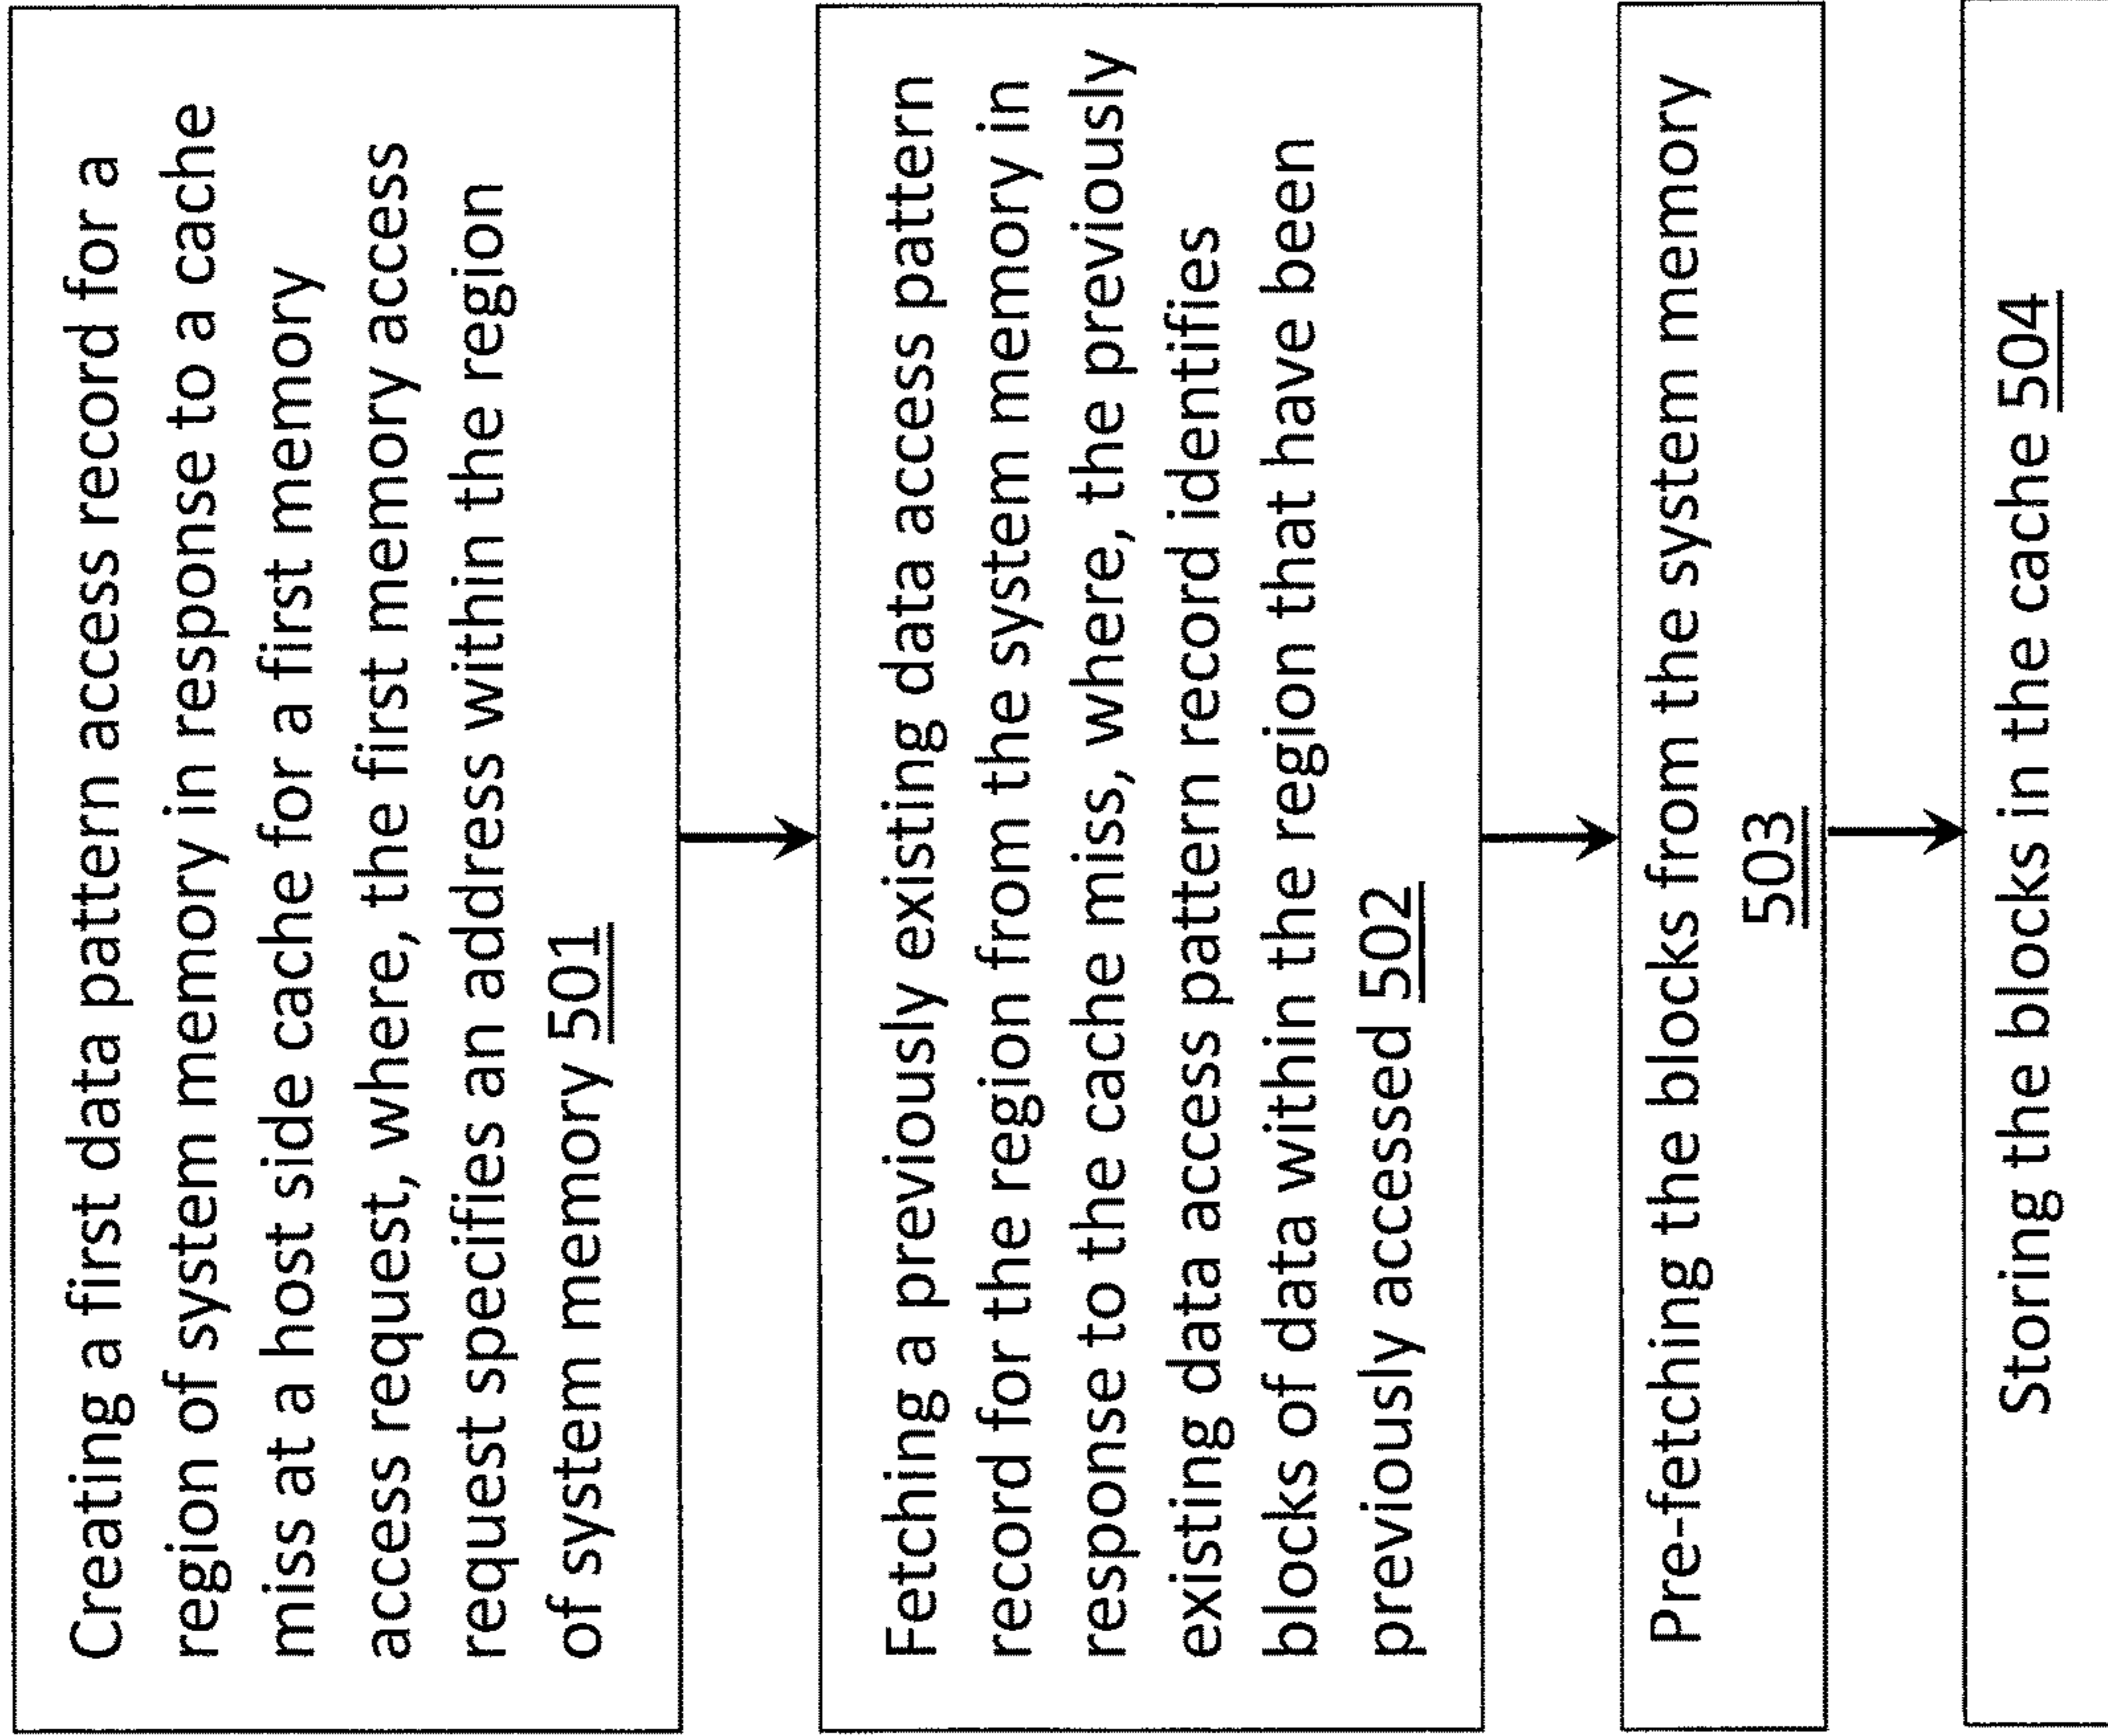 Creating a first data pattern access record for a
region of system memory in response to a cache
miss at a host side cache for a first memory
access request, where, the first memory access
request specifies an address within the region
of system memory 501
Fetching a previously existing data access pattern
record for the region from the system memory in
response to the cache miss, where, the previously
existing data access pattern record identifies
blocks of data within the region that have been
previously accessed 502
Pre-fetching the blocks from the system memory
503
Storing the blocks in the cache 504